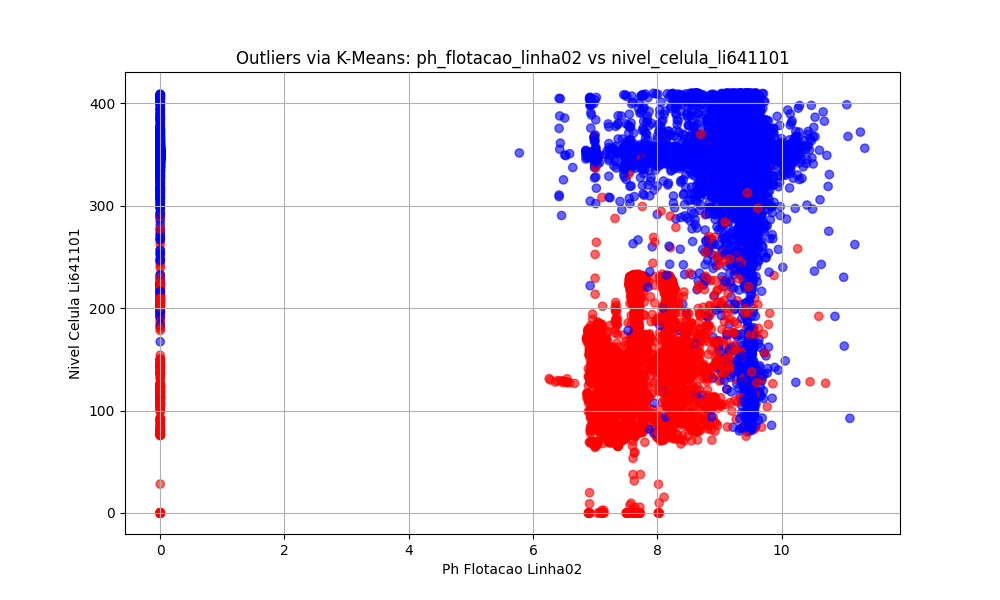 Outliers via K-Means: ph_flotacao_linha02 vs nivel_celula_li641101
400
300
200
100
0
Nivel Celula Li641101
0 2 4 6 8 10
Ph Flotacao Linha02